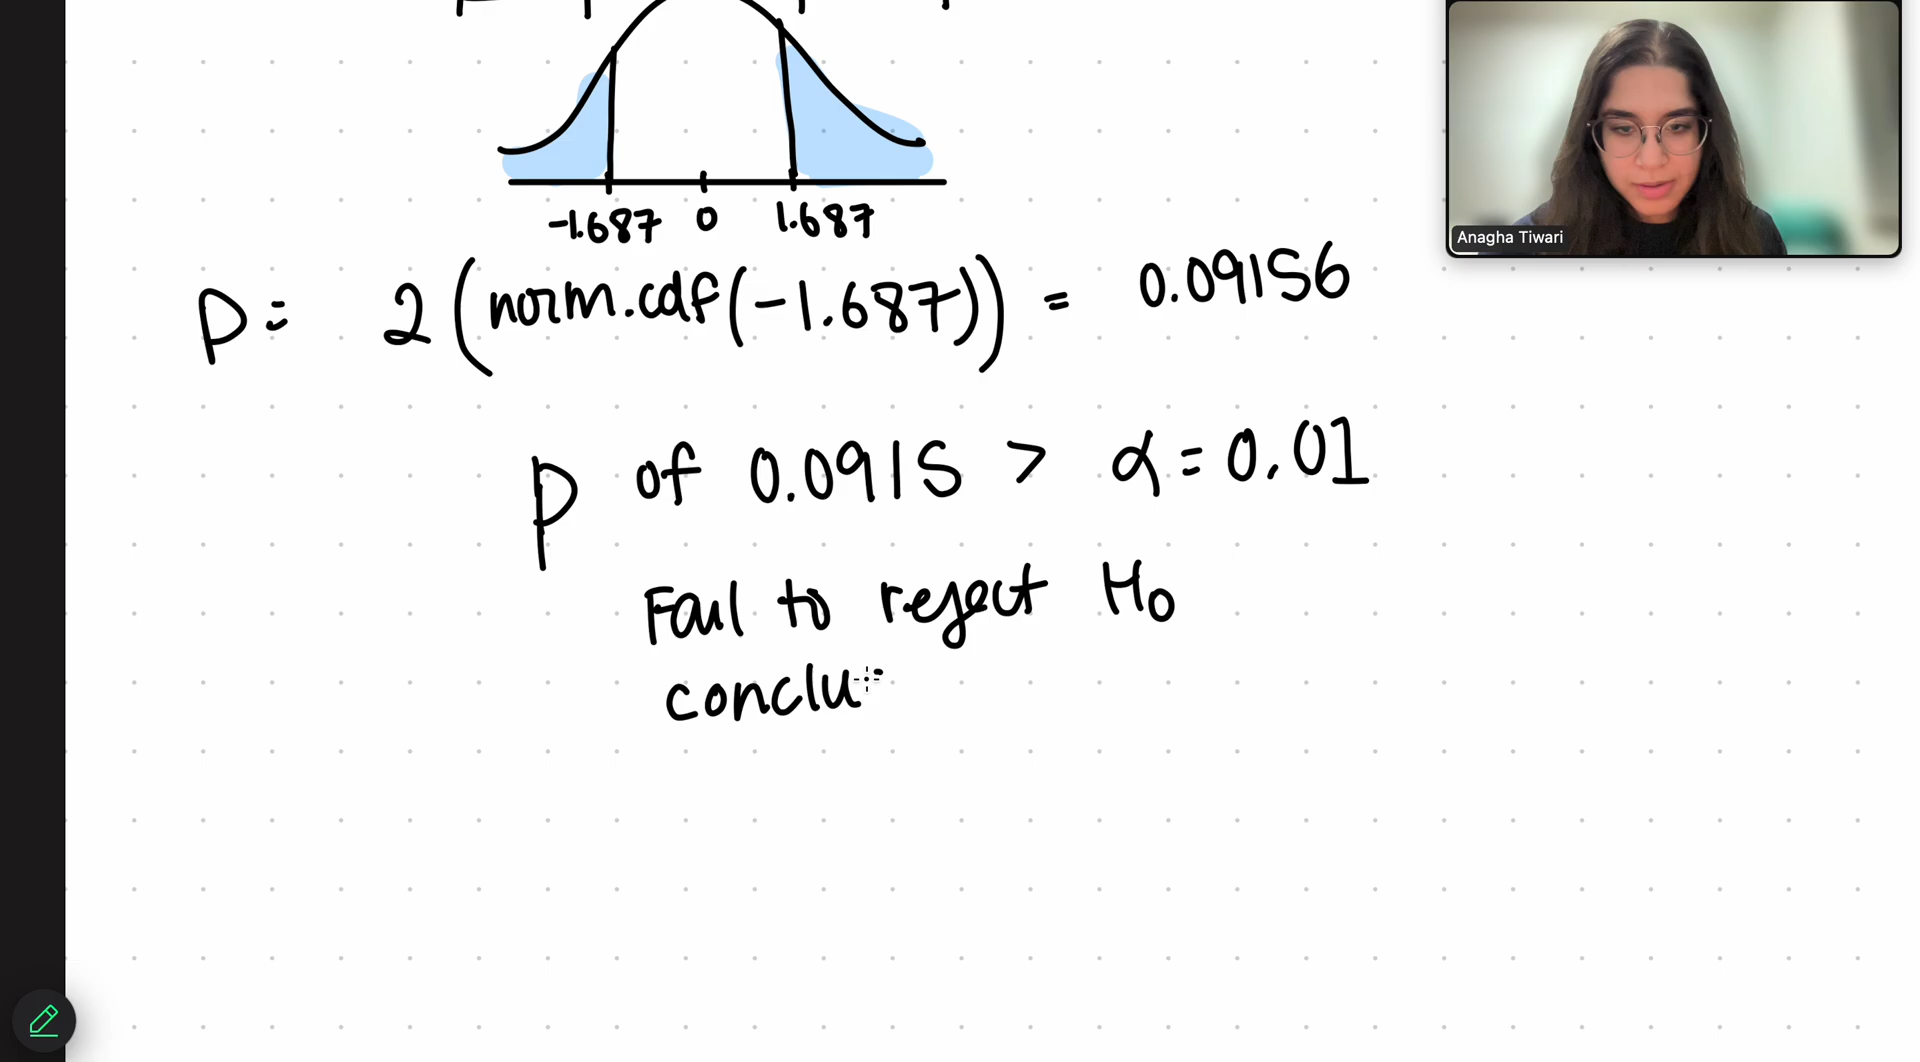 Anagha Tiwari
-1.687 0 1.687
p = 2(norm.cdf(-1.687)) = 0.09156
p of 0.0915 > α = 0.01
Fail to reject H₀
conclu